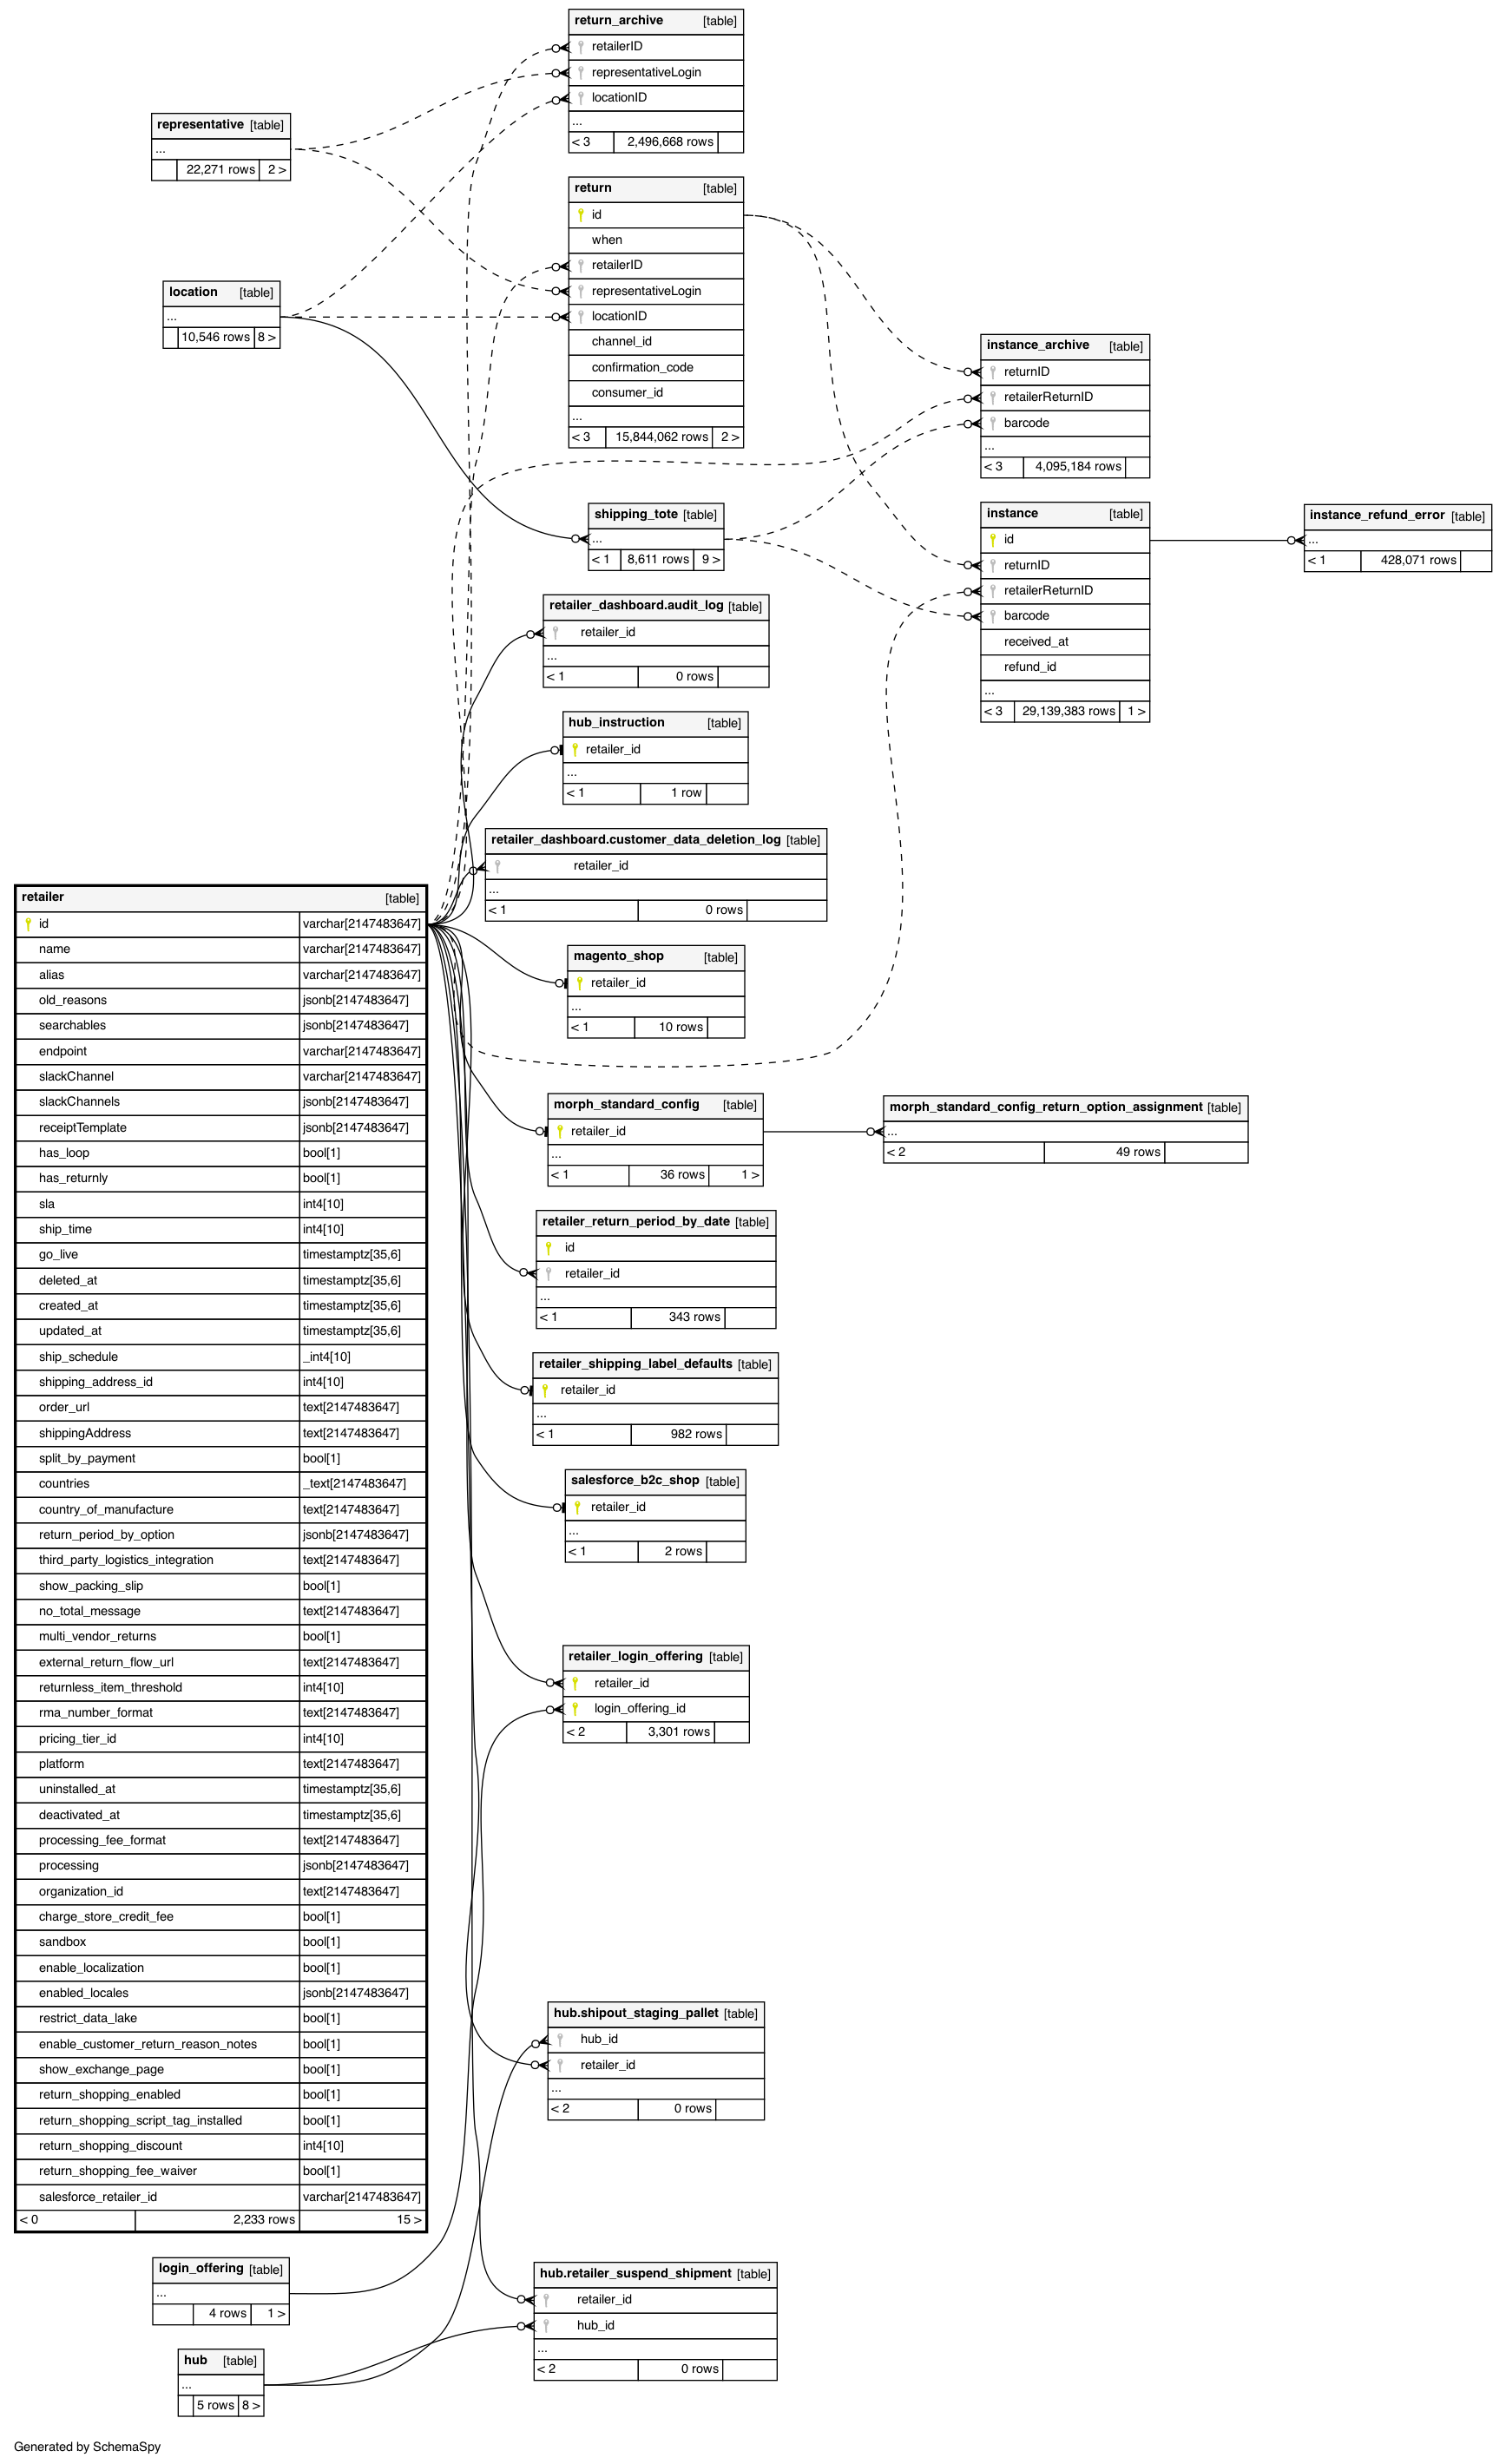 return_archive [table]
retailerID
representativeLogin
locationID
...
< 3 2,496,668 rows
representative [table]
...
22,271 rows 2 >
return [table]
id
when
retailerID
representativeLogin
locationID
channel_id
confirmation_code
consumer_id
...
< 3 15,844,062 rows 2 >
location [table]
...
10,546 rows 8 >
instance_archive [table]
returnID
retailerReturnID
barcode
...
< 3 4,095,184 rows
shipping_tote [table]
...
< 1 8,611 rows 9 >
instance [table]
id
returnID
retailerReturnID
barcode
received_at
refund_id
...
< 3 29,139,383 rows 1 >
instance_refund_error [table]
...
< 1 428,071 rows
retailer_dashboard.audit_log [table]
retailer_id
...
< 1 0 rows
hub_instruction [table]
retailer_id
...
< 1 1 row
retailer_dashboard.customer_data_deletion_log [table]
retailer_id
...
< 1 0 rows
magento_shop [table]
retailer_id
...
< 1 10 rows
morph_standard_config [table]
retailer_id
...
< 1 36 rows 1 >
morph_standard_config_return_option_assignment [table]
...
< 2 49 rows
retailer_return_period_by_date [table]
id
retailer_id
...
< 1 343 rows
retailer_shipping_label_defaults [table]
retailer_id
...
< 1 982 rows
salesforce_b2c_shop [table]
retailer_id
...
< 1 2 rows
retailer_login_offering [table]
retailer_id
login_offering_id
< 2 3,301 rows
hub.shipout_staging_pallet [table]
hub_id
retailer_id
...
< 2 0 rows
hub.retailer_suspend_shipment [table]
retailer_id
hub_id
...
< 2 0 rows
retailer [table]
id varchar[2147483647]
name varchar[2147483647]
alias varchar[2147483647]
old_reasons jsonb[2147483647]
searchables jsonb[2147483647]
endpoint varchar[2147483647]
slackChannel varchar[2147483647]
slackChannels jsonb[2147483647]
receiptTemplate jsonb[2147483647]
has_loop bool[1]
has_returnly bool[1]
sla int4[10]
ship_time int4[10]
go_live timestamptz[35,6]
deleted_at timestamptz[35,6]
created_at timestamptz[35,6]
updated_at timestamptz[35,6]
ship_schedule _int4[10]
shipping_address_id int4[10]
order_url text[2147483647]
shippingAddress text[2147483647]
split_by_payment bool[1]
countries _text[2147483647]
country_of_manufacture text[2147483647]
return_period_by_option jsonb[2147483647]
third_party_logistics_integration text[2147483647]
show_packing_slip bool[1]
no_total_message text[2147483647]
multi_vendor_returns bool[1]
external_return_flow_url text[2147483647]
returnless_item_threshold int4[10]
rma_number_format text[2147483647]
pricing_tier_id int4[10]
platform text[2147483647]
uninstalled_at timestamptz[35,6]
deactivated_at timestamptz[35,6]
processing_fee_format text[2147483647]
processing jsonb[2147483647]
organization_id text[2147483647]
charge_store_credit_fee bool[1]
sandbox bool[1]
enable_localization bool[1]
enabled_locales jsonb[2147483647]
restrict_data_lake bool[1]
enable_customer_return_reason_notes bool[1]
show_exchange_page bool[1]
return_shopping_enabled bool[1]
return_shopping_script_tag_installed bool[1]
return_shopping_discount int4[10]
return_shopping_fee_waiver bool[1]
salesforce_retailer_id varchar[2147483647]
< 0 2,233 rows 15 >
login_offering [table]
...
4 rows 1 >
hub [table]
...
5 rows 8 >
Generated by SchemaSpy